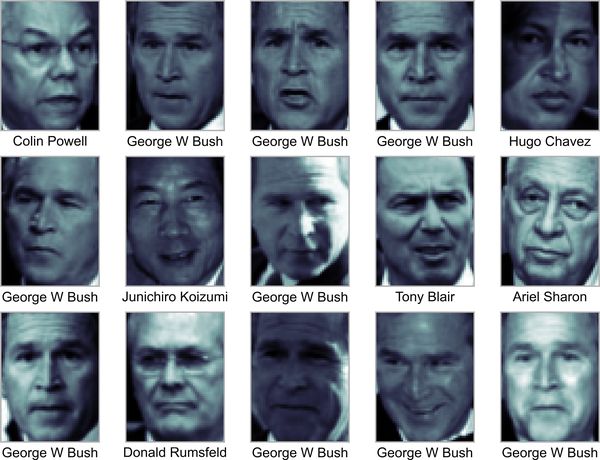 Colin Powell
George W Bush
George W Bush
George W Bush
Hugo Chavez
George W Bush
Junichiro Koizumi
George W Bush
Tony Blair
Ariel Sharon
George W Bush
Donald Rumsfeld
George W Bush
George W Bush
George W Bush